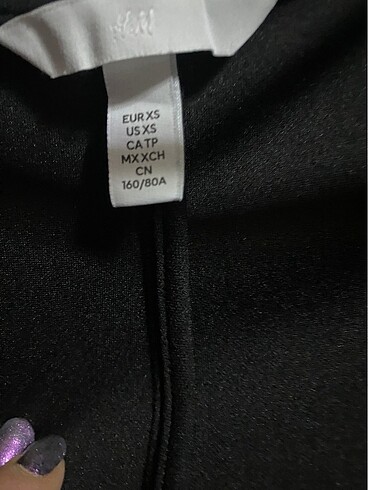 H&M
EUR XS
US XS
CA TP
MX XCH
CN
160/80A